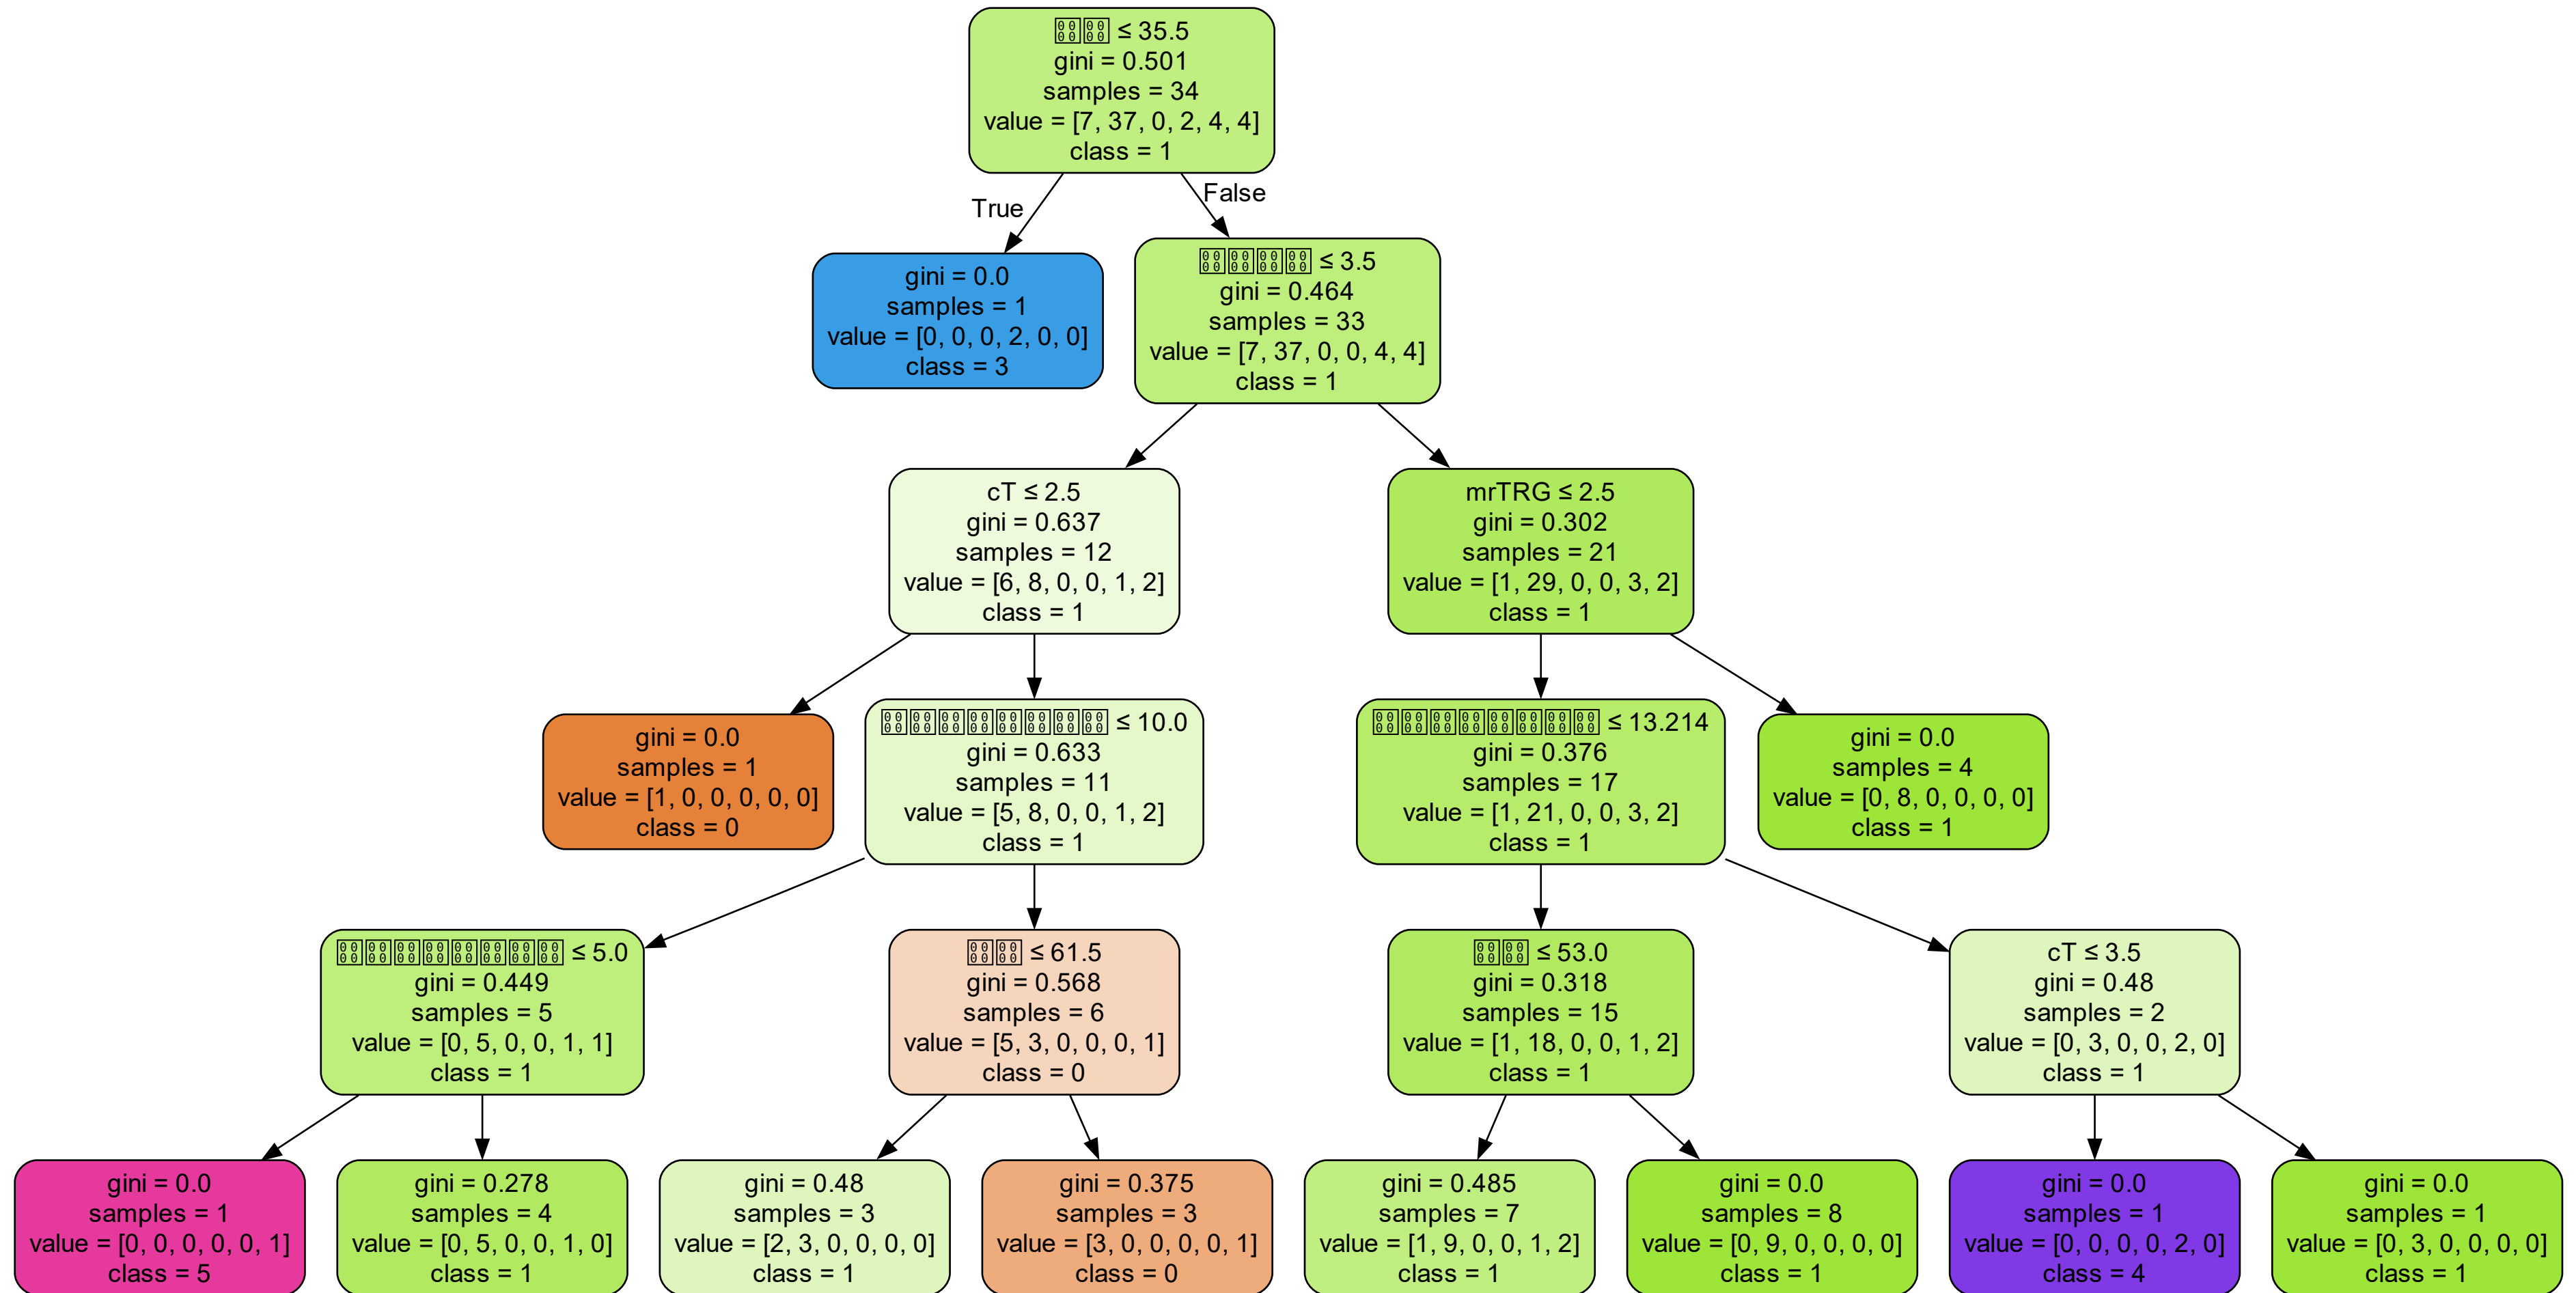 ≤ 35.5
gini = 0.501
samples = 34
value = [7, 37, 0, 2, 4, 4]
class = 1
True
False
gini = 0.0
samples = 1
value = [0, 0, 0, 2, 0, 0]
class = 3
≤ 3.5
gini = 0.464
samples = 33
value = [7, 37, 0, 0, 4, 4]
class = 1
cT ≤ 2.5
gini = 0.637
samples = 12
value = [6, 8, 0, 0, 1, 2]
class = 1
mrTRG ≤ 2.5
gini = 0.302
samples = 21
value = [1, 29, 0, 0, 3, 2]
class = 1
gini = 0.0
samples = 1
value = [1, 0, 0, 0, 0, 0]
class = 0
≤ 10.0
gini = 0.633
samples = 11
value = [5, 8, 0, 0, 1, 2]
class = 1
≤ 13.214
gini = 0.376
samples = 17
value = [1, 21, 0, 0, 3, 2]
class = 1
gini = 0.0
samples = 4
value = [0, 8, 0, 0, 0, 0]
class = 1
≤ 5.0
gini = 0.449
samples = 5
value = [0, 5, 0, 0, 1, 1]
class = 1
≤ 61.5
gini = 0.568
samples = 6
value = [5, 3, 0, 0, 0, 1]
class = 0
≤ 53.0
gini = 0.318
samples = 15
value = [1, 18, 0, 0, 1, 2]
class = 1
cT ≤ 3.5
gini = 0.48
samples = 2
value = [0, 3, 0, 0, 2, 0]
class = 1
gini = 0.0
samples = 1
value = [0, 0, 0, 0, 0, 1]
class = 5
gini = 0.278
samples = 4
value = [0, 5, 0, 0, 1, 0]
class = 1
gini = 0.48
samples = 3
value = [2, 3, 0, 0, 0, 0]
class = 1
gini = 0.375
samples = 3
value = [3, 0, 0, 0, 0, 1]
class = 0
gini = 0.485
samples = 7
value = [1, 9, 0, 0, 1, 2]
class = 1
gini = 0.0
samples = 8
value = [0, 9, 0, 0, 0, 0]
class = 1
gini = 0.0
samples = 1
value = [0, 0, 0, 0, 2, 0]
class = 4
gini = 0.0
samples = 1
value = [0, 3, 0, 0, 0, 0]
class = 1